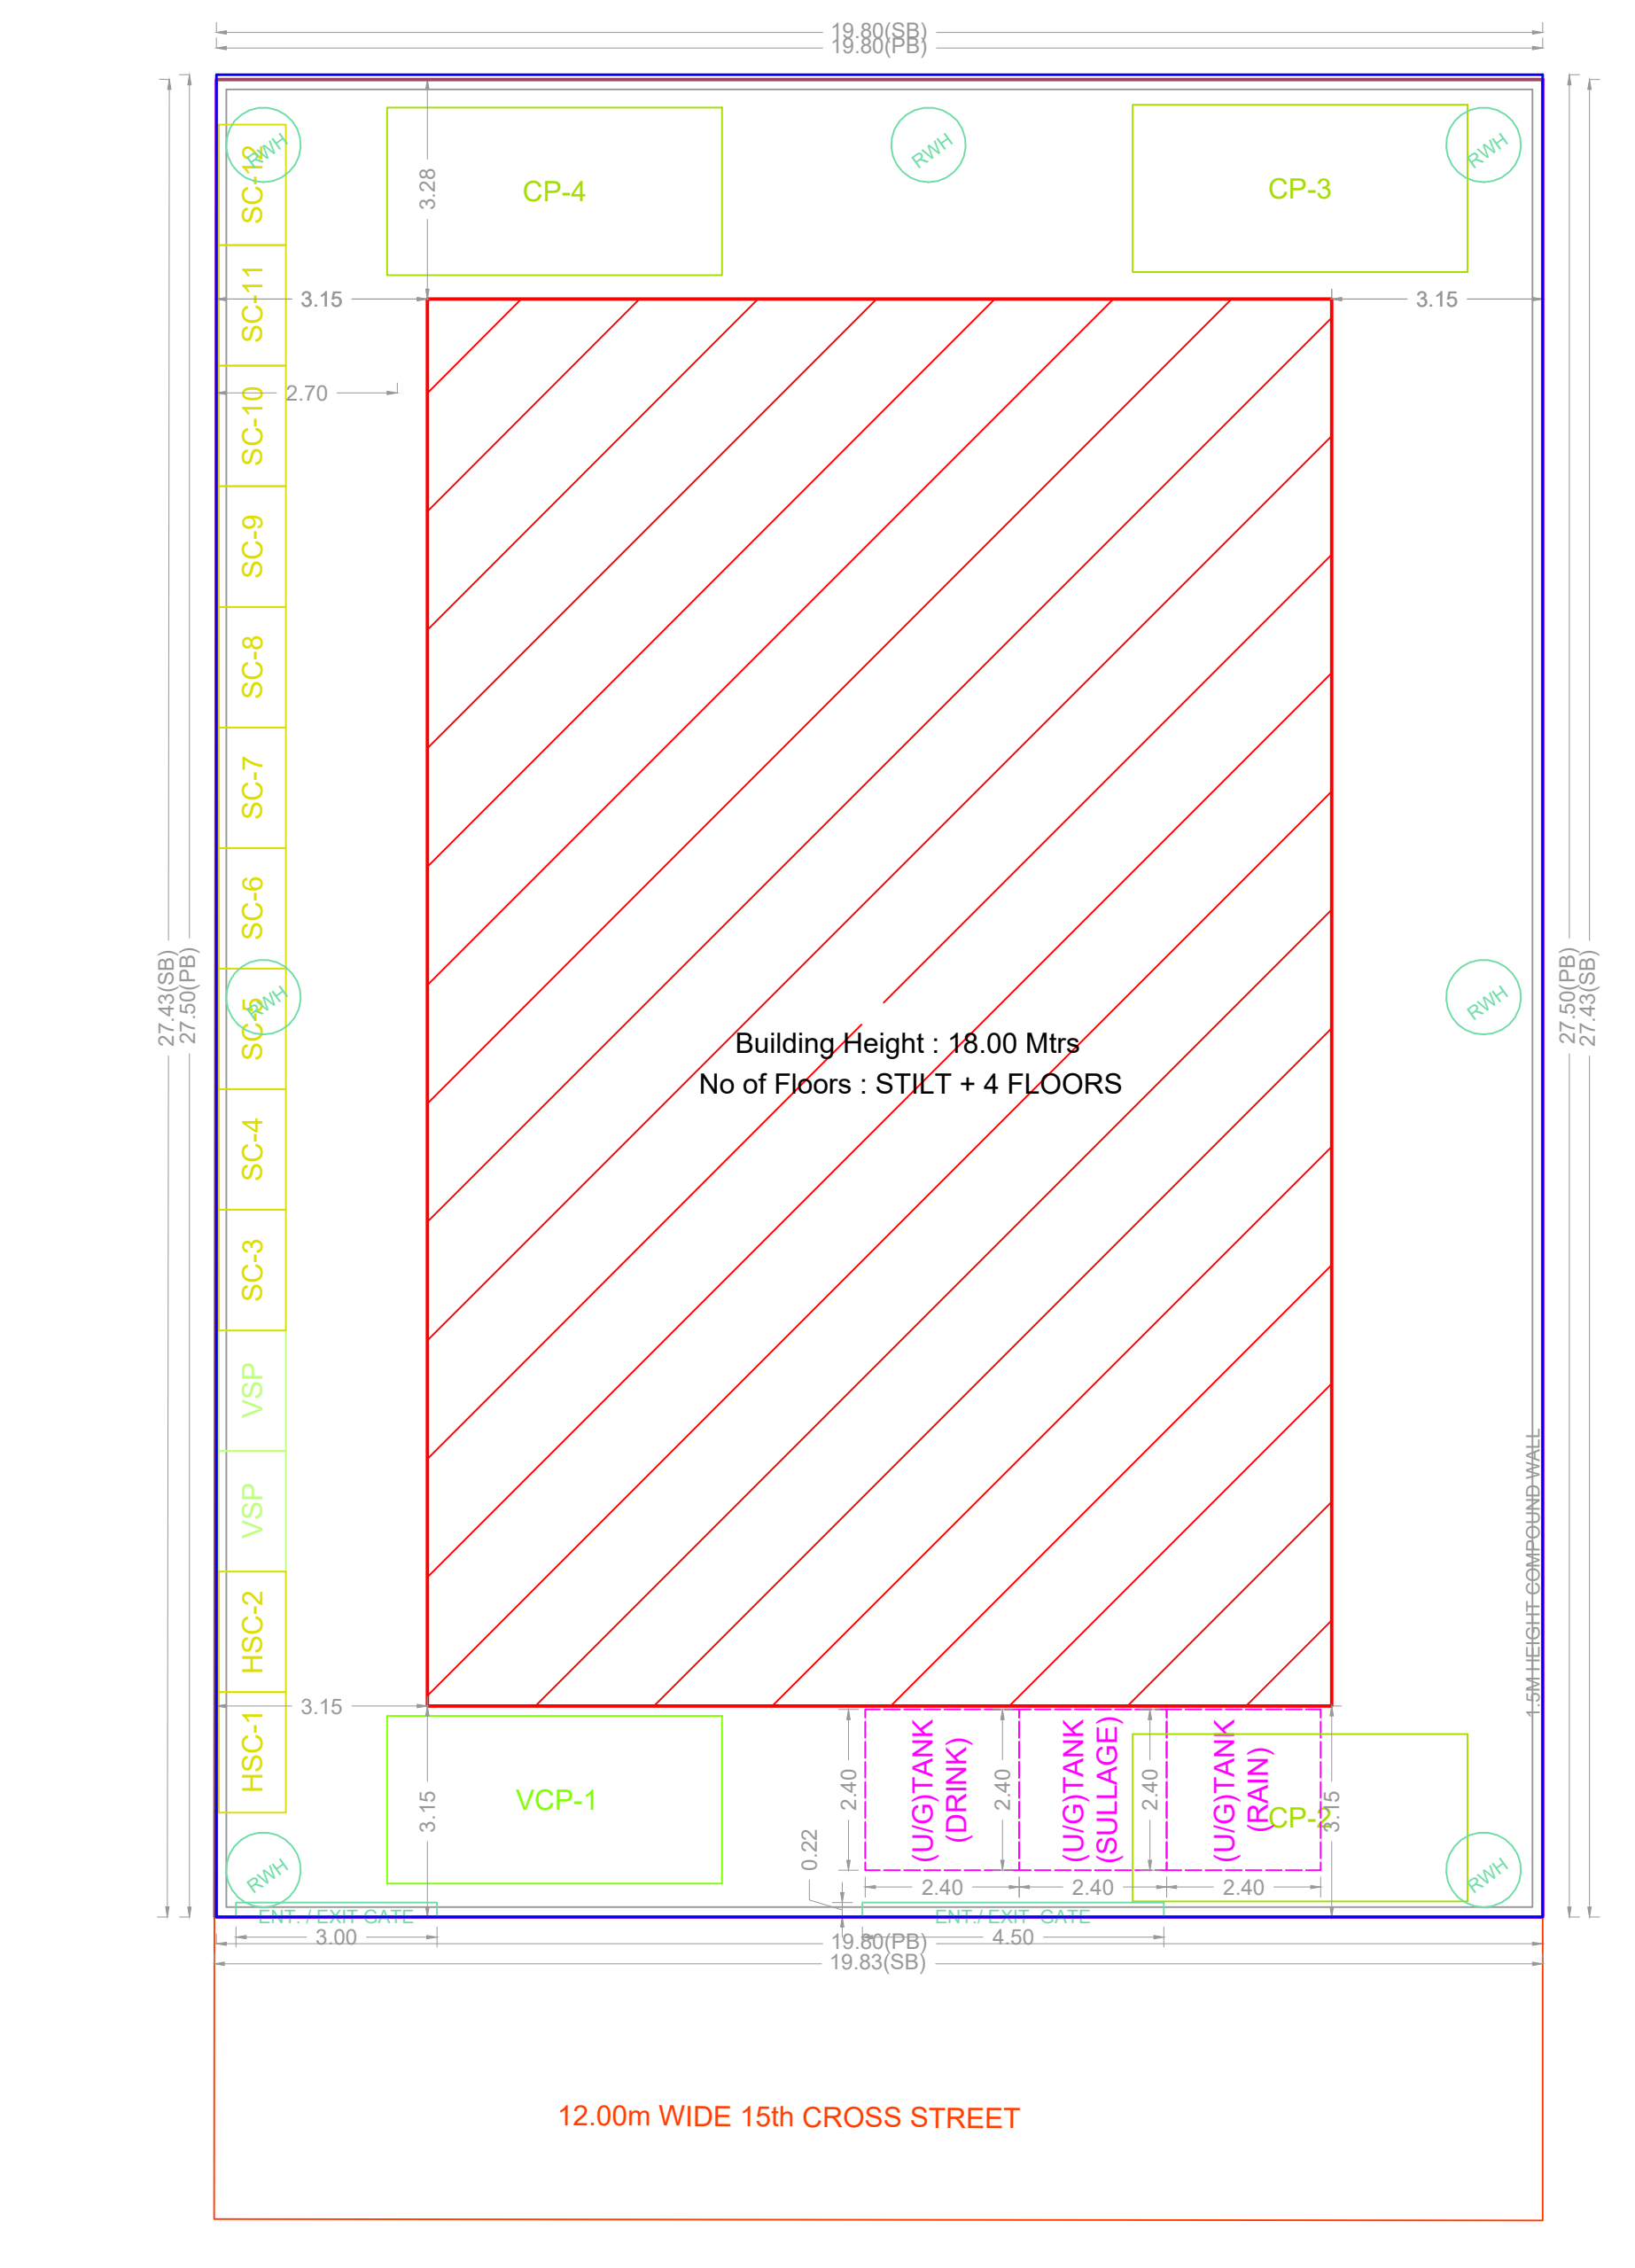 19.80(SB)
19.80(PB)
RWH
RWH
RWH
SC-12
CP-4
CP-3
3.28
SC-11
3.15
3.15
2.70
SC-10
SC-9
SC-8
SC-7
SC-6
27.43(SB)
27.50(PB)
27.50(PB)
27.43(SB)
RWH
RWH
SC-5
Building Height : 18.00 Mtrs
No of Floors : STILT + 4 FLOORS
SC-4
SC-3
VSP
VSP
1.5M HEIGHT COMPOUND WALL
HSC-2
3.15
HSC-1
VCP-1
3.15
2.40
(U/G)TANK
(DRINK)
2.40
(U/G)TANK
(SULLAGE)
2.40
(U/G)TANK
(RAIN)
CP-2
3.15
0.22
RWH
RWH
2.40
2.40
2.40
ENT. / EXIT GATE
ENT./ EXIT GATE
3.00
4.50
19.80(PB)
19.83(SB)
12.00m WIDE 15th CROSS STREET